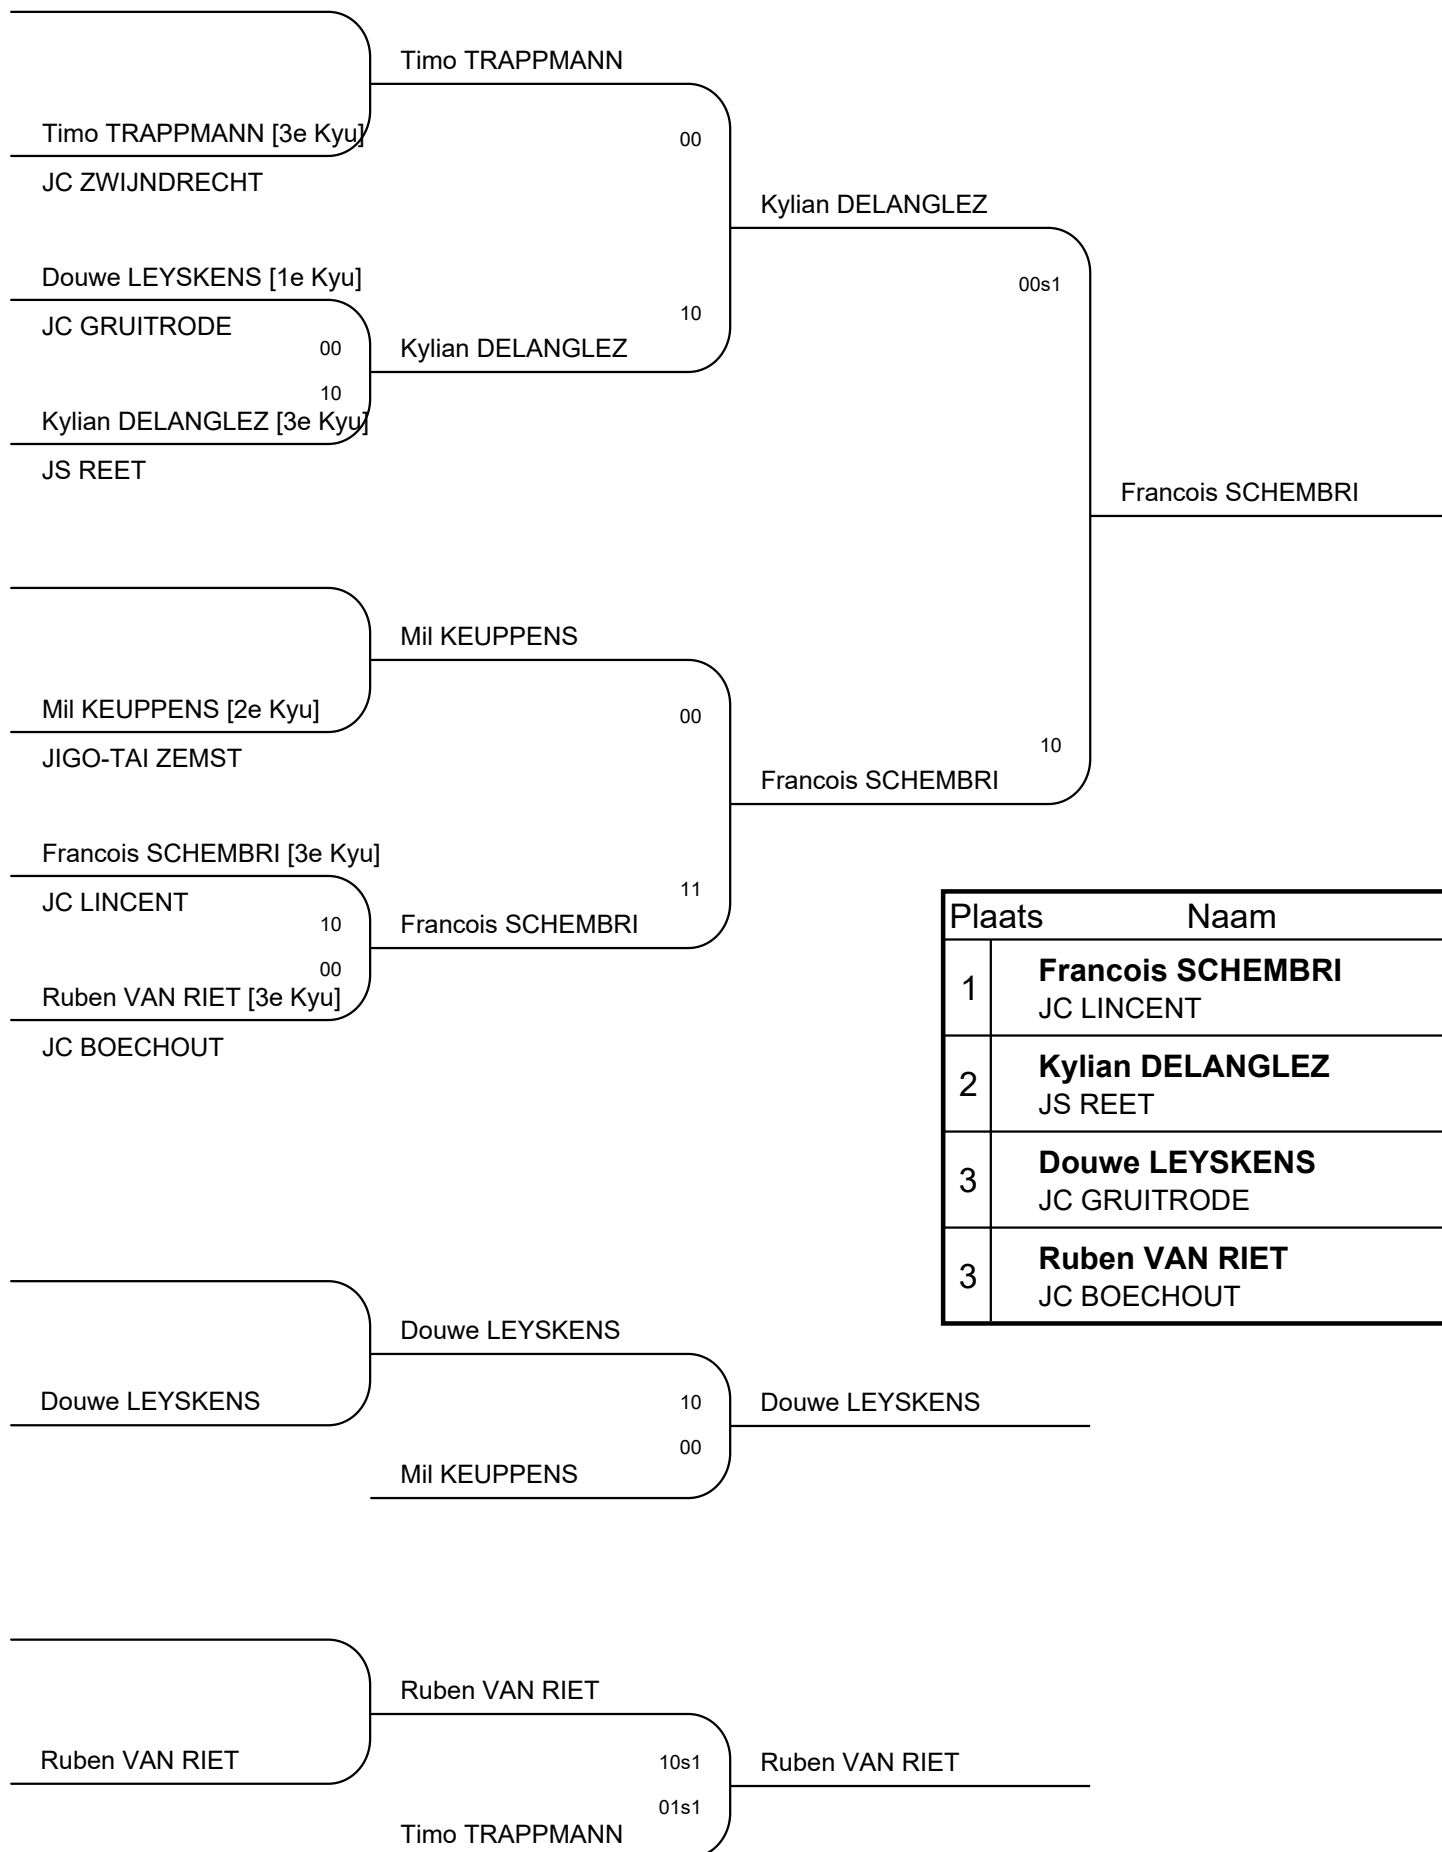 Timo TRAPPMANN
Timo TRAPPMANN [3e Kyu]
00
JC ZWIJNDRECHT
Kylian DELANGLEZ
Douwe LEYSKENS [1e Kyu]
00s1
JC GRUITRODE
10
00
Kylian DELANGLEZ
10
Kylian DELANGLEZ [3e Kyu]
JS REET
Francois SCHEMBRI
Mil KEUPPENS
Mil KEUPPENS [2e Kyu]
00
JIGO-TAI ZEMST
10
Francois SCHEMBRI
Francois SCHEMBRI [3e Kyu]
JC LINCENT
11
10
Francois SCHEMBRI
00
Ruben VAN RIET [3e Kyu]
JC BOECHOUT
Plaats Naam
1 Francois SCHEMBRI
JC LINCENT
2 Kylian DELANGLEZ
JS REET
3 Douwe LEYSKENS
JC GRUITRODE
3 Ruben VAN RIET
JC BOECHOUT
Douwe LEYSKENS
Douwe LEYSKENS
10
Douwe LEYSKENS
00
Mil KEUPPENS
Ruben VAN RIET
Ruben VAN RIET
10s1
Ruben VAN RIET
01s1
Timo TRAPPMANN